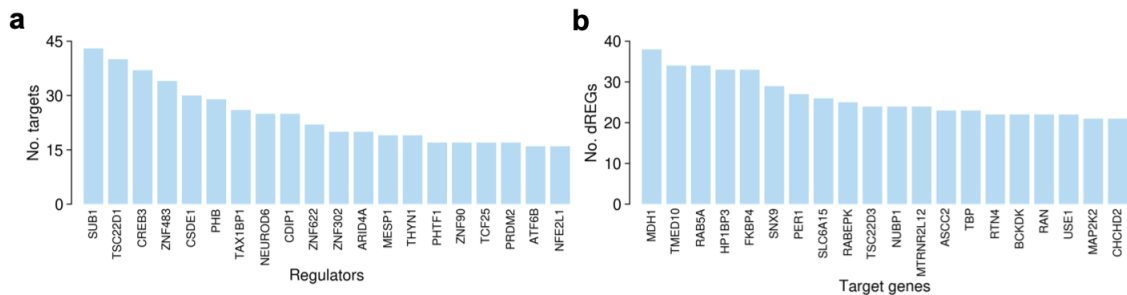 a
No. targets
45
30
15
0
SUB1
TSC22D1
CREB3
ZNF483
CSDE1
PHB
TAX1BP1
NEUROD6
CDIP1
ZNF622
ZNF302
ARID4A
MESP1
THYN1
PHTF1
ZNF90
TCF25
PRDM2
ATF6B
NFE2L1
Regulators
b
No. dREGs
40
30
20
10
0
MDH1
TMED10
RAB5A
HP1BP3
FKBP4
SNX9
PER1
SLC6A15
RABEPK
TSC22D3
NUBP1
MTRNR2L12
ASCC2
TBP
RTN4
BCKDK
RAN
USE1
MAP2K2
CHCHD2
Target genes